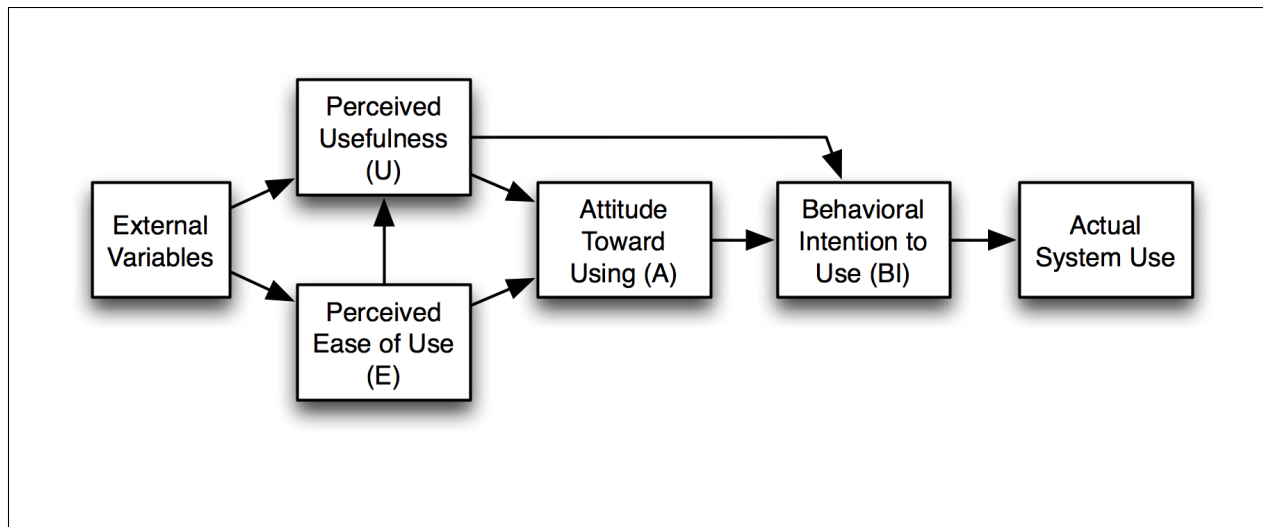 Perceived
Usefulness
(U)
External
Variables
Perceived
Ease of Use
(E)
Attitude
Toward
Using (A)
Behavioral
Intention to
Use (BI)
Actual
System Use